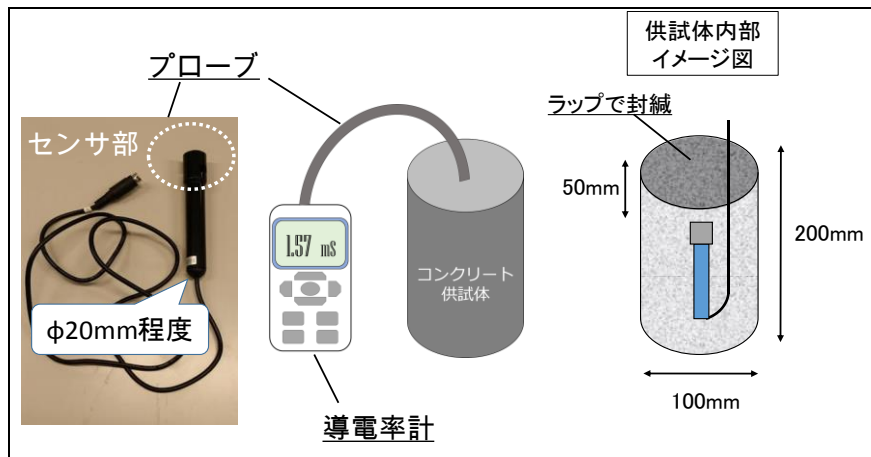 プローブ
センサ部
φ20mm程度
1.57 mS
コンクリート
供試体
導電率計
供試体内部
イメージ図
ラップで封緘
50mm
200mm
100mm